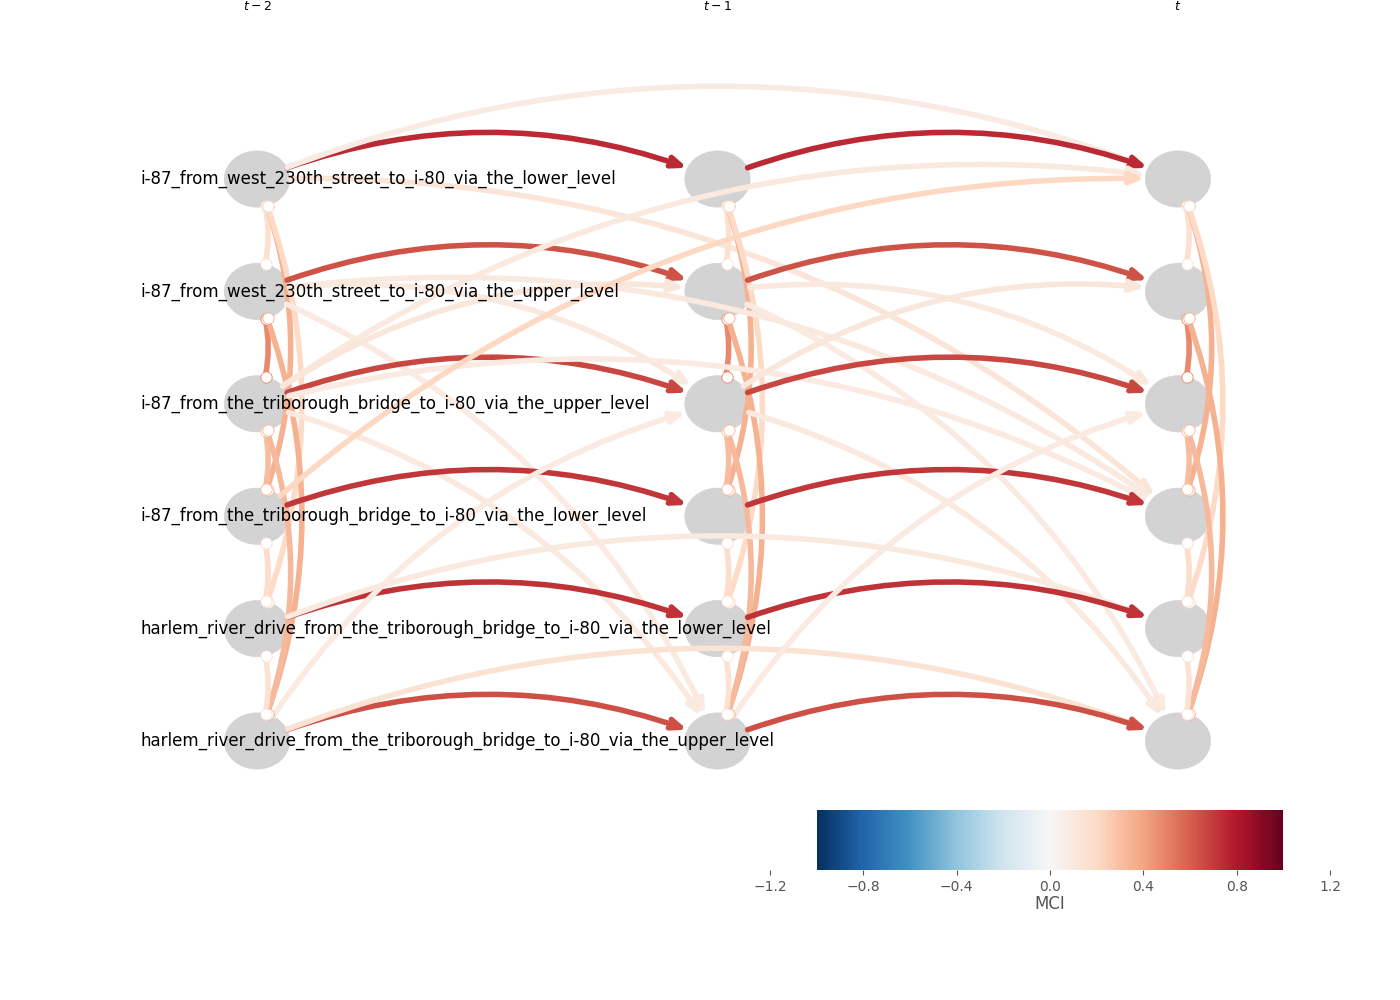 t − 2 t − 1 t
i-87_from_west_230th_street_to_i-80_via_the_lower_level
i-87_from_west_230th_street_to_i-80_via_the_upper_level
i-87_from_the_triborough_bridge_to_i-80_via_the_upper_level
i-87_from_the_triborough_bridge_to_i-80_via_the_lower_level
harlem_river_drive_from_the_triborough_bridge_to_i-80_via_the_lower_level
harlem_river_drive_from_the_triborough_bridge_to_i-80_via_the_upper_level
−1.2 −0.8 −0.4 0.0 0.4 0.8 1.2
MCI